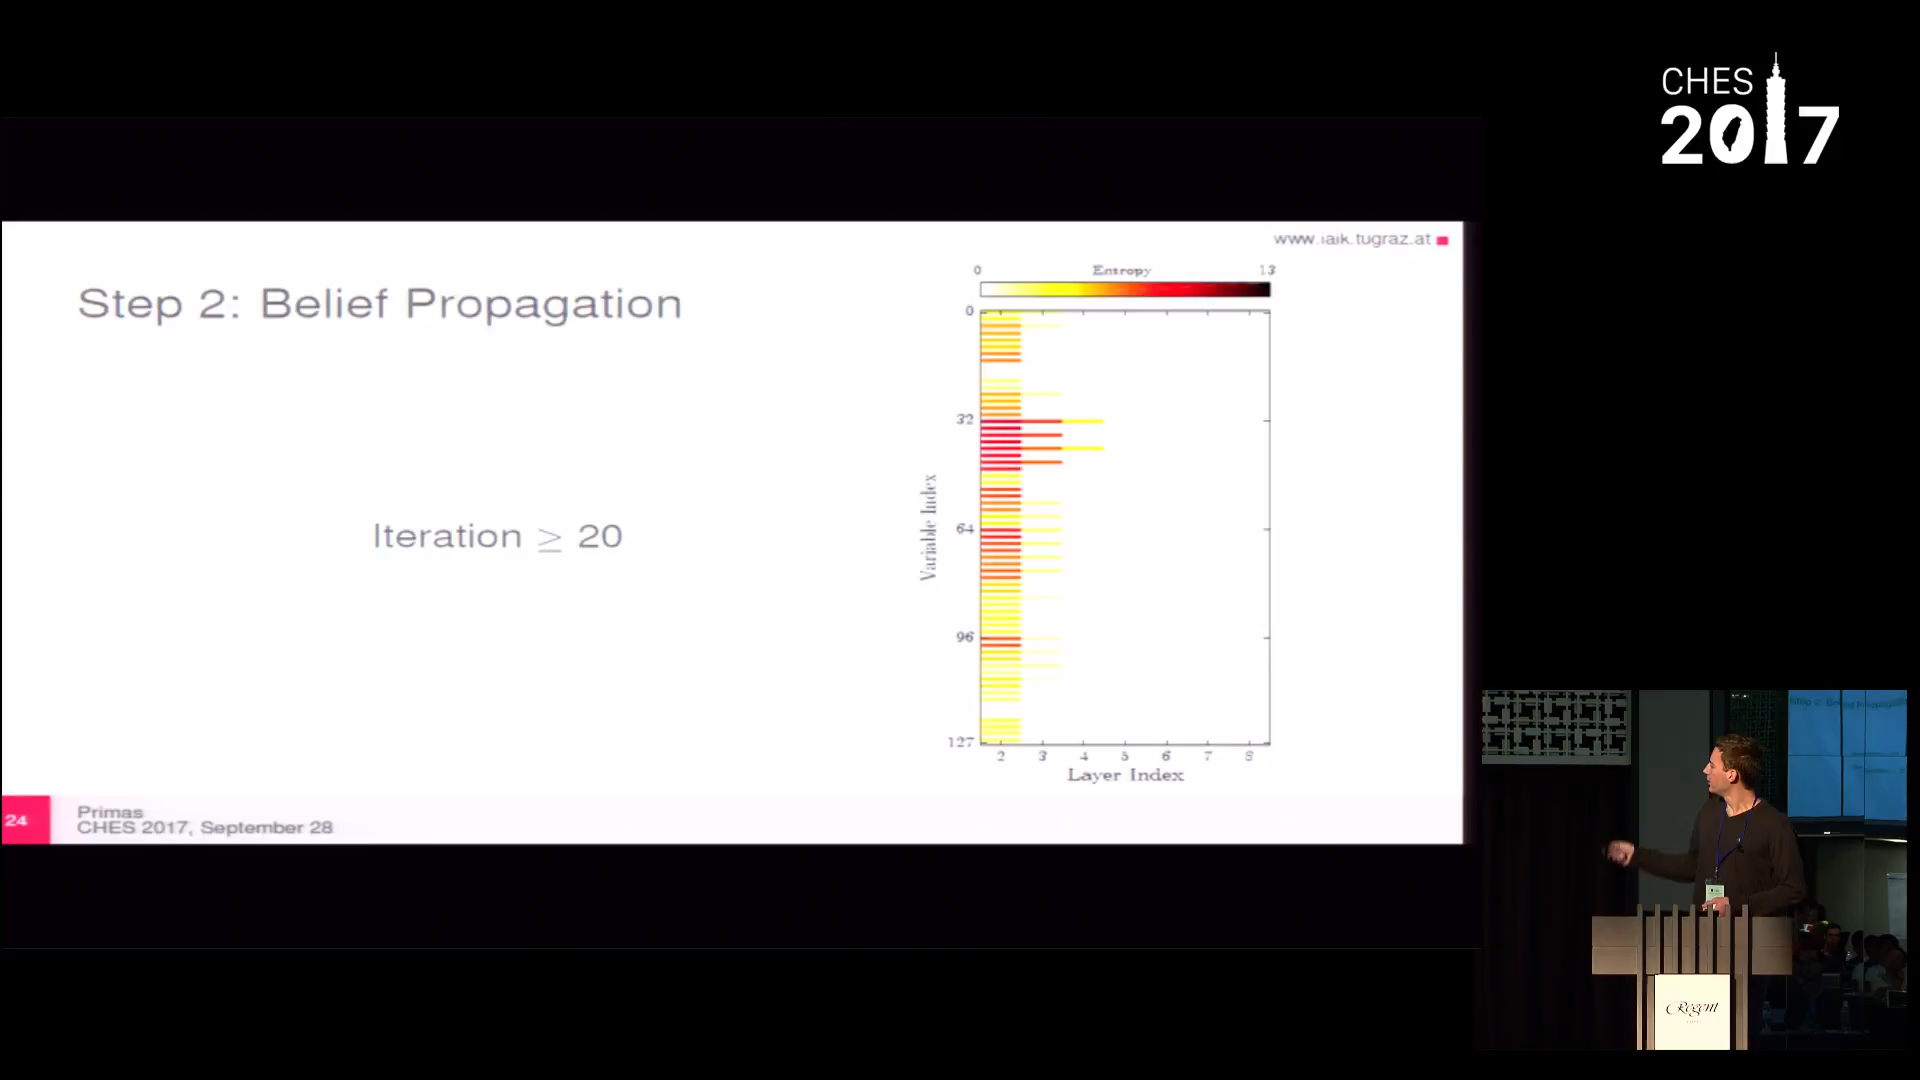 CHES
2017
www.iaik.tugraz.at
Step 2: Belief Propagation
Iteration ≥ 20
0 Entropy 13
0
32
64
96
127
Variable Index
2 3 4 5 6 7 8
Layer Index
24
Primas
CHES 2017, September 28
Regent